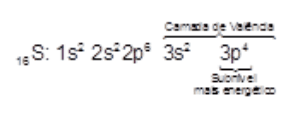 Camada de Valência
₁₆S: 1s² 2s² 2p⁶ 3s² 3p⁴
Subnível
mais energético